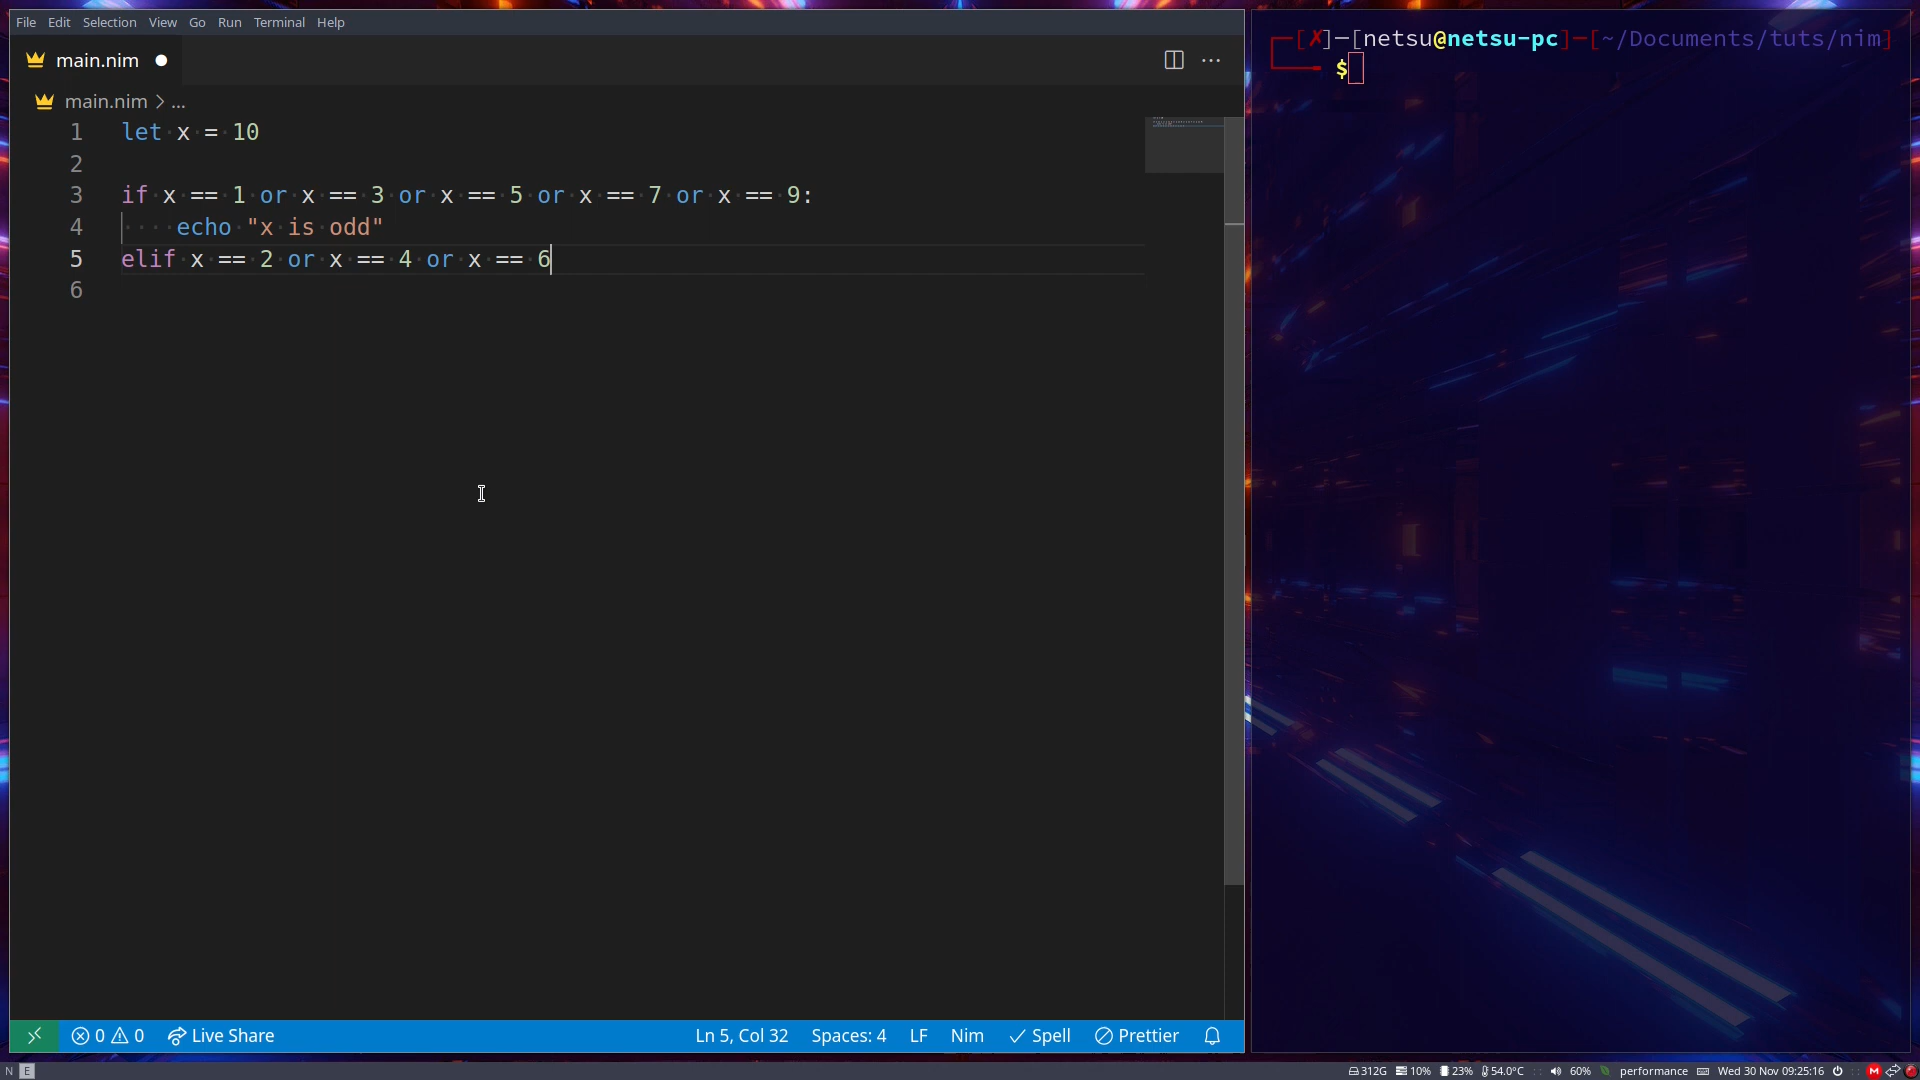 File Edit Selection View Go Run Terminal Help
main.nim
main.nim > ...
1 let x = 10
2
3 if x == 1 or x == 3 or x == 5 or x == 7 or x == 9:
4 echo "x is odd"
5 elif x == 2 or x == 4 or x == 6
6
0 0 Live Share Ln 5, Col 32 Spaces: 4 LF Nim Spell Prettier
[✗]─[netsu@netsu-pc]─[~/Documents/tuts/nim]
$
N E 312G 10% 23% 54.0°C 60% performance Wed 30 Nov 09:25:16 M